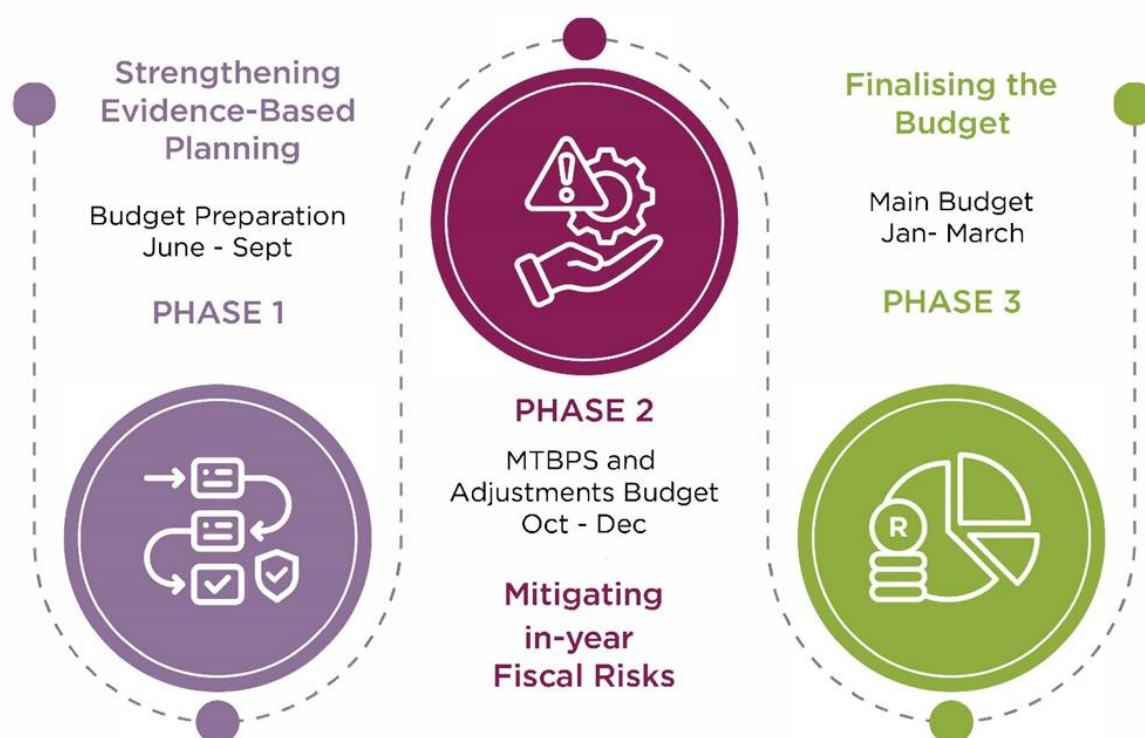 Strengthening
Evidence-Based
Planning
Budget Preparation
June - Sept
PHASE 1
PHASE 2
MTBPS and
Adjustments Budget
Oct - Dec
Mitigating
in-year
Fiscal Risks
Finalising the
Budget
Main Budget
Jan- March
PHASE 3
R